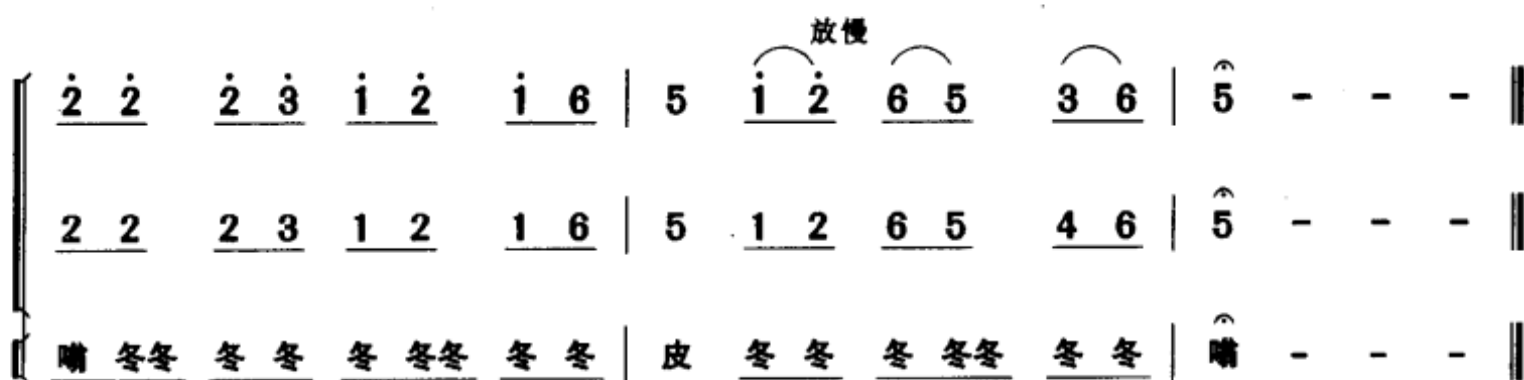 放慢
2̇ 2̇ 2̇ 3̇ 1̇ 2̇ 1̇ 6 | 5 1̇ 2̇ 6 5 3 6 | 5 - - -
2 2 2 3 1 2 1 6 | 5 1 2 6 5 4 6 | 5 - - -
冬冬 冬 冬 冬 冬冬 冬 冬 | 皮 冬 冬 冬 冬冬 冬 冬 | - - -